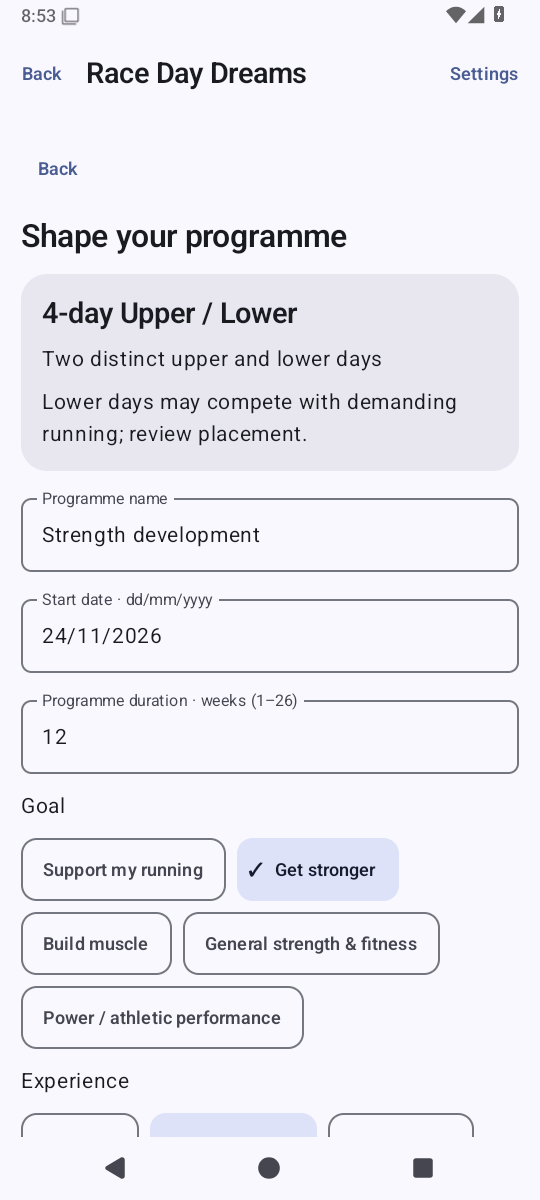 8:53
Back Race Day Dreams Settings
Back
Shape your programme
4-day Upper / Lower
Two distinct upper and lower days
Lower days may compete with demanding
running; review placement.
Programme name
Strength development
Start date · dd/mm/yyyy
24/11/2026
Programme duration · weeks (1–26)
12
Goal
Support my running ✓ Get stronger
Build muscle General strength & fitness
Power / athletic performance
Experience